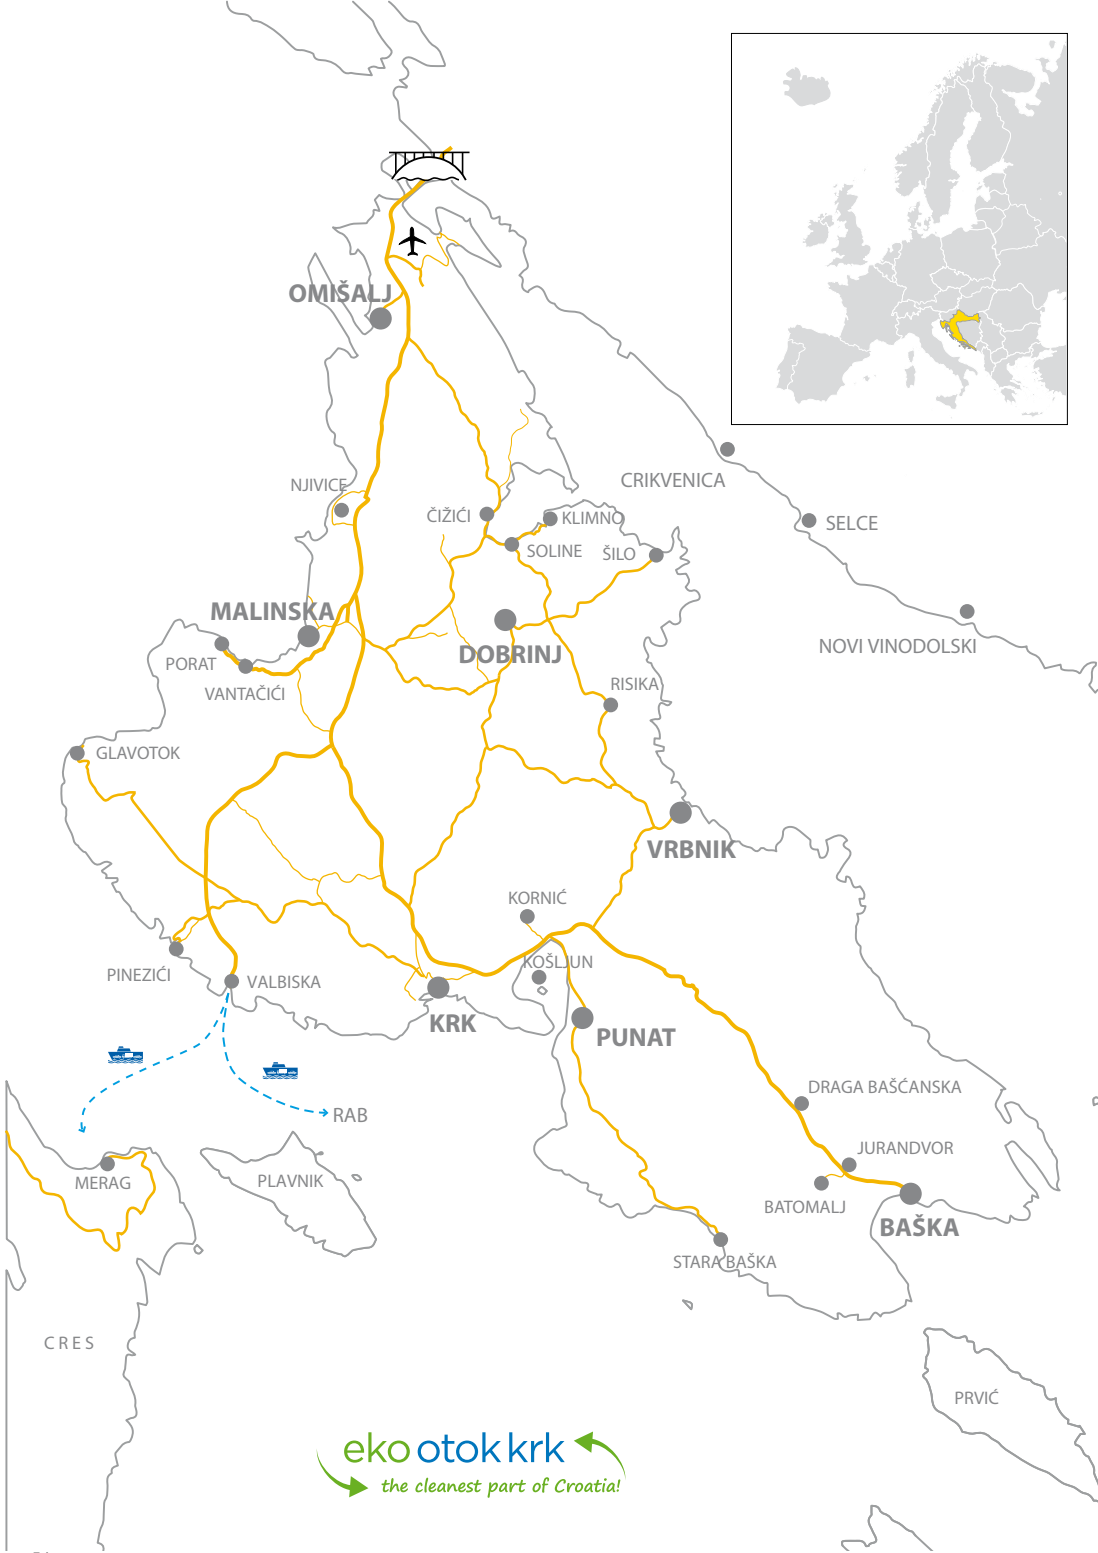 OMIŠALJ
CRIKVENICA
NJIVICE
ČIŽIĆI
KLIMNO
SELCE
SOLINE
ŠILO
MALINSKA
NOVI VINODOLSKI
DOBRINJ
PORAT
VANTAČIĆI
RISIKA
GLAVOTOK
VRBNIK
KORNIĆ
KOŠLJUN
PINEZIĆI
VALBISKA
KRK
PUNAT
DRAGA BAŠĆANSKA
RAB
JURANDVOR
MERAG
PLAVNIK
BATOMALJ
BAŠKA
STARA BAŠKA
CRES
PRVIĆ
eko otok krk
the cleanest part of Croatia!